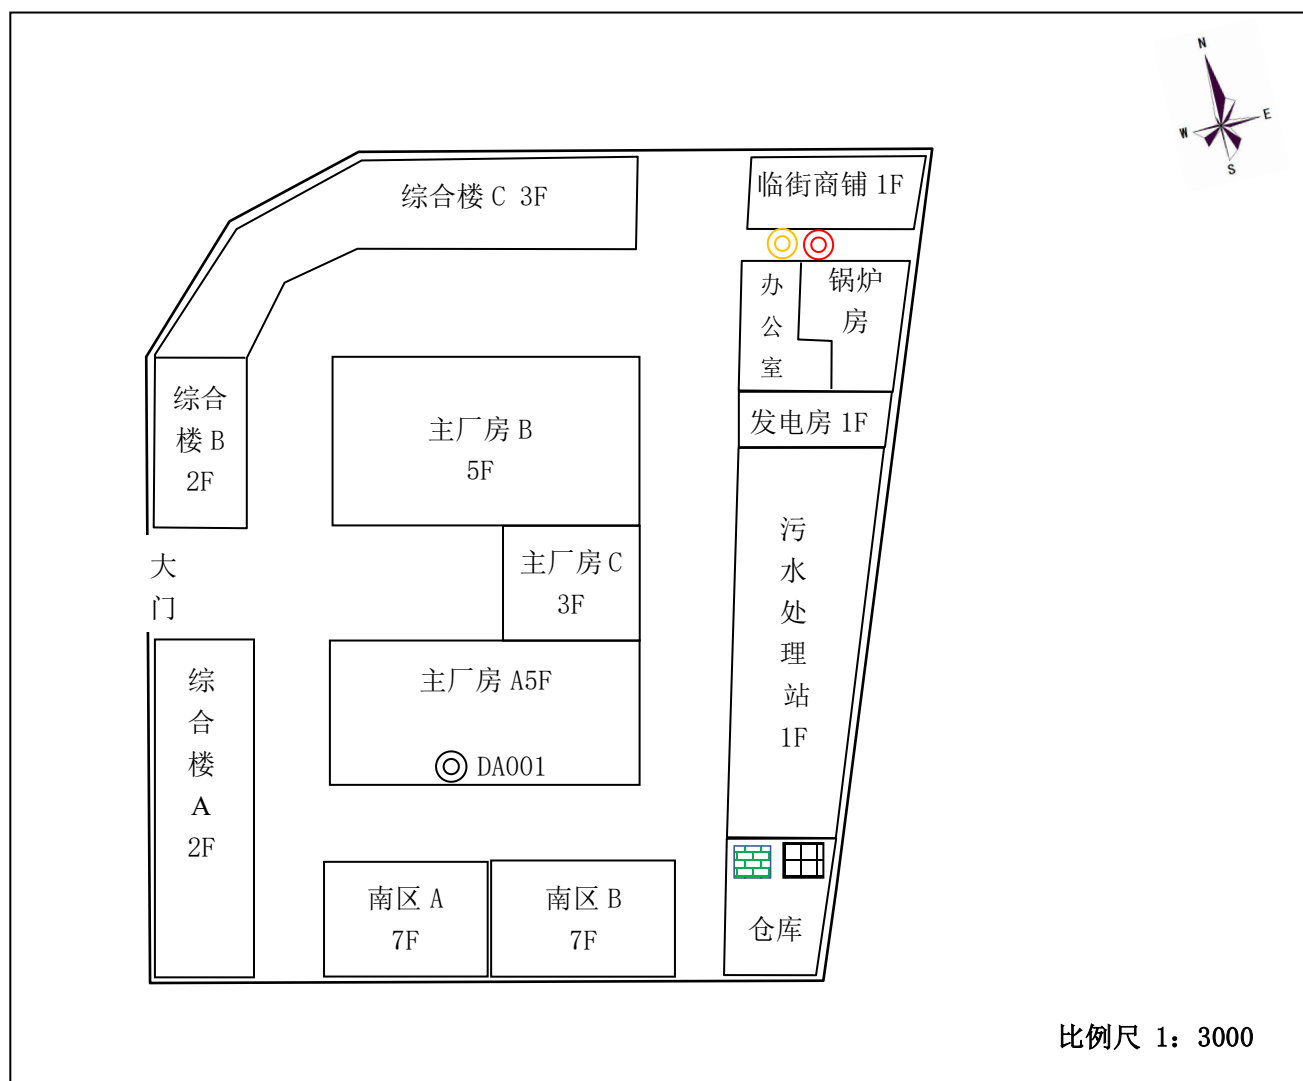 N
W
E
S
综合楼 C 3F
临街商铺 1F
办
公
室
锅炉
房
综合
楼 B
2F
主厂房 B
5F
发电房 1F
大
门
主厂房 C
3F
污
水
处
理
站
1F
综
合
楼
A
2F
主厂房 A5F
DA001
南区 A
7F
南区 B
7F
仓库
比例尺 1: 3000